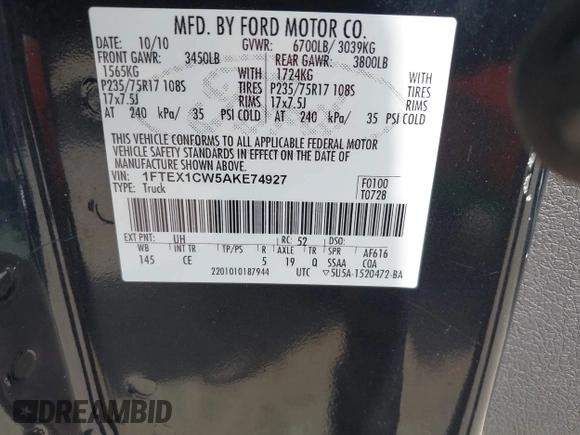 MFD. BY FORD MOTOR CO.
DATE: 10/10 GVWR: 6700LB/ 3039KG
FRONT GAWR: 3450LB REAR GAWR: 3800LB
1565KG WITH 1724KG WITH
P235/75R17 108S TIRES P235/75R17 108S TIRES
17x7.5J RIMS 17x7.5J RIMS
AT 240 kPa/ 35 PSI COLD AT 240 kPa/ 35 PSI COLD
THIS VEHICLE CONFORMS TO ALL APPLICABLE FEDERAL MOTOR
VEHICLE SAFETY STANDARDS IN EFFECT ON THE DATE OF
MANUFACTURE SHOWN ABOVE.
VIN: 1FTEX1CW5AKE74927 F0100
TYPE: Truck T0728
EXT PNT: UH RC: 52 DSO:
WB INT TR TP/PS R AXLE TR SPR AF616
145 CE 5 19 Q SSAA COA
2201010187944 UTC ▽5U5A-1520472-BA
DREAMBID